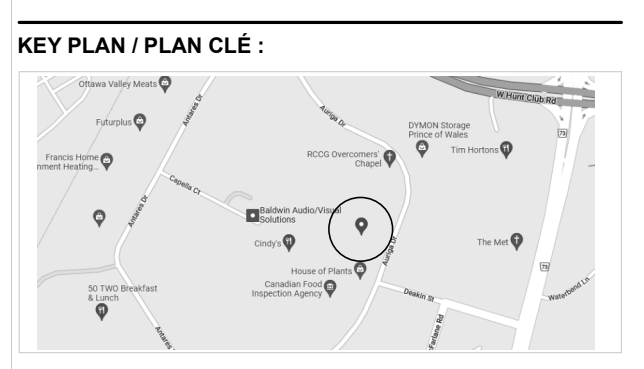 KEY PLAN / PLAN CLÉ :
Ottawa Valley Meats
Antares Dr
Futurplus
Auriga Dr
W Hunt Club Rd
DYMON Storage
Prince of Wales
73
Tim Hortons
RCCG Overcomers'
Chapel
Francis Home
nment Heating...
Capella Ct
Antares Dr
Baldwin Audio/Visual
Solutions
Cindy's
Auriga Dr
The Met
House of Plants
73
Canadian Food
Inspection Agency
Deakin St
Waterbend Ln
50 TWO Breakfast
& Lunch
Antares
rFarlane Rd